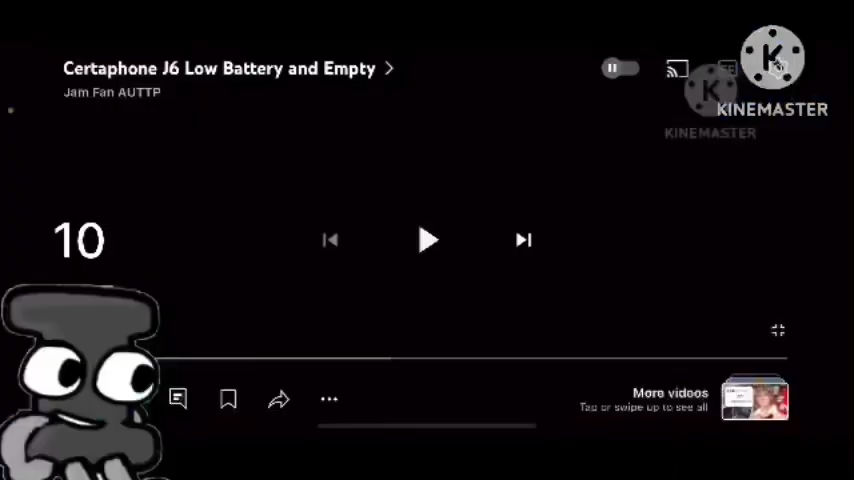 Certaphone J6 Low Battery and Empty
Jam Fan AUTTP
K
KINEMASTER
K
KINEMASTER
10
More videos
Tap or swipe up to see all